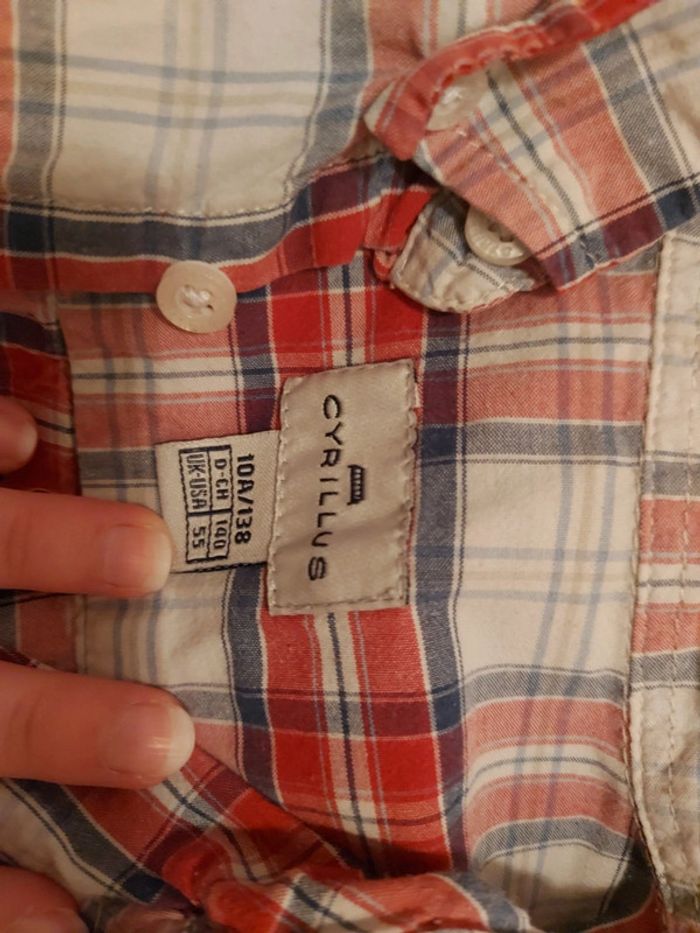 CYRILLUS
10A/138
D-CH 140
UK-USA 55